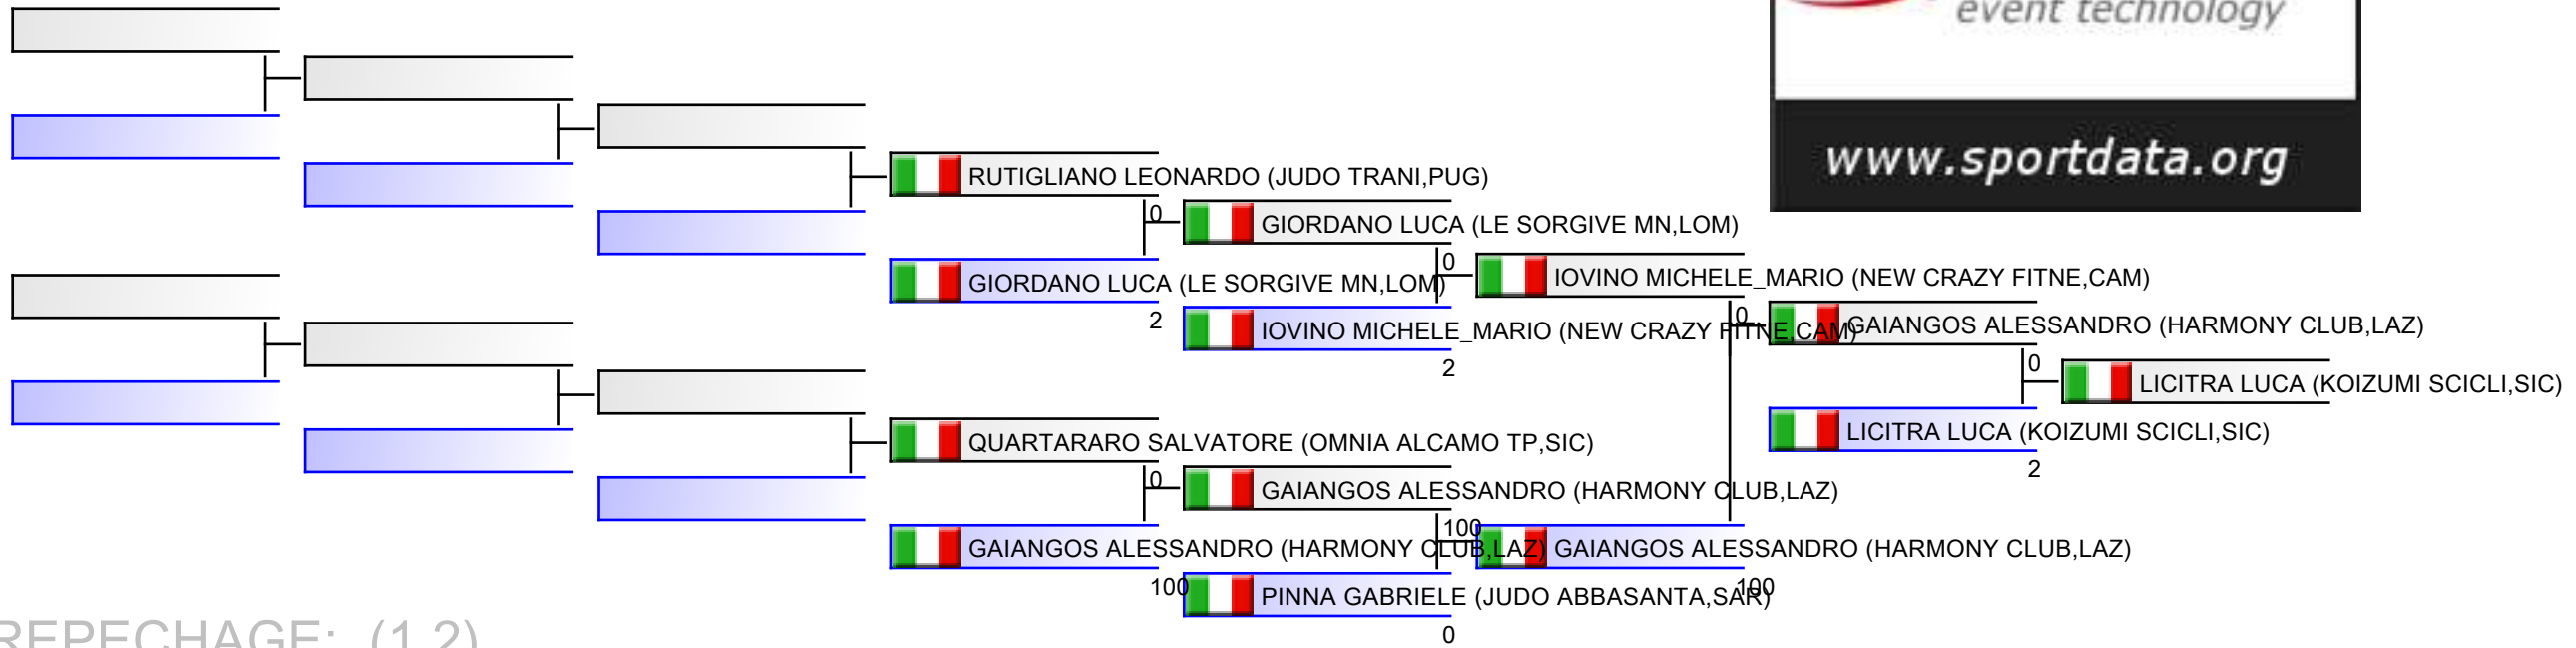 event technology
www.sportdata.org
RUTIGLIANO LEONARDO (JUDO TRANI,PUG)
0
GIORDANO LUCA (LE SORGIVE MN,LOM)
0
GIORDANO LUCA (LE SORGIVE MN,LOM)
IOVINO MICHELE_MARIO (NEW CRAZY FITNE,CAM)
2
0
IOVINO MICHELE_MARIO (NEW CRAZY FITNE,CAM)
GAIANGOS ALESSANDRO (HARMONY CLUB,LAZ)
2
0
LICITRA LUCA (KOIZUMI SCICLI,SIC)
QUARTARARO SALVATORE (OMNIA ALCAMO TP,SIC)
LICITRA LUCA (KOIZUMI SCICLI,SIC)
2
0
GAIANGOS ALESSANDRO (HARMONY CLUB,LAZ)
100
GAIANGOS ALESSANDRO (HARMONY CLUB,LAZ)
GAIANGOS ALESSANDRO (HARMONY CLUB,LAZ)
100
PINNA GABRIELE (JUDO ABBASANTA,SAR)
100
0
REPECHAGE: (1,2)